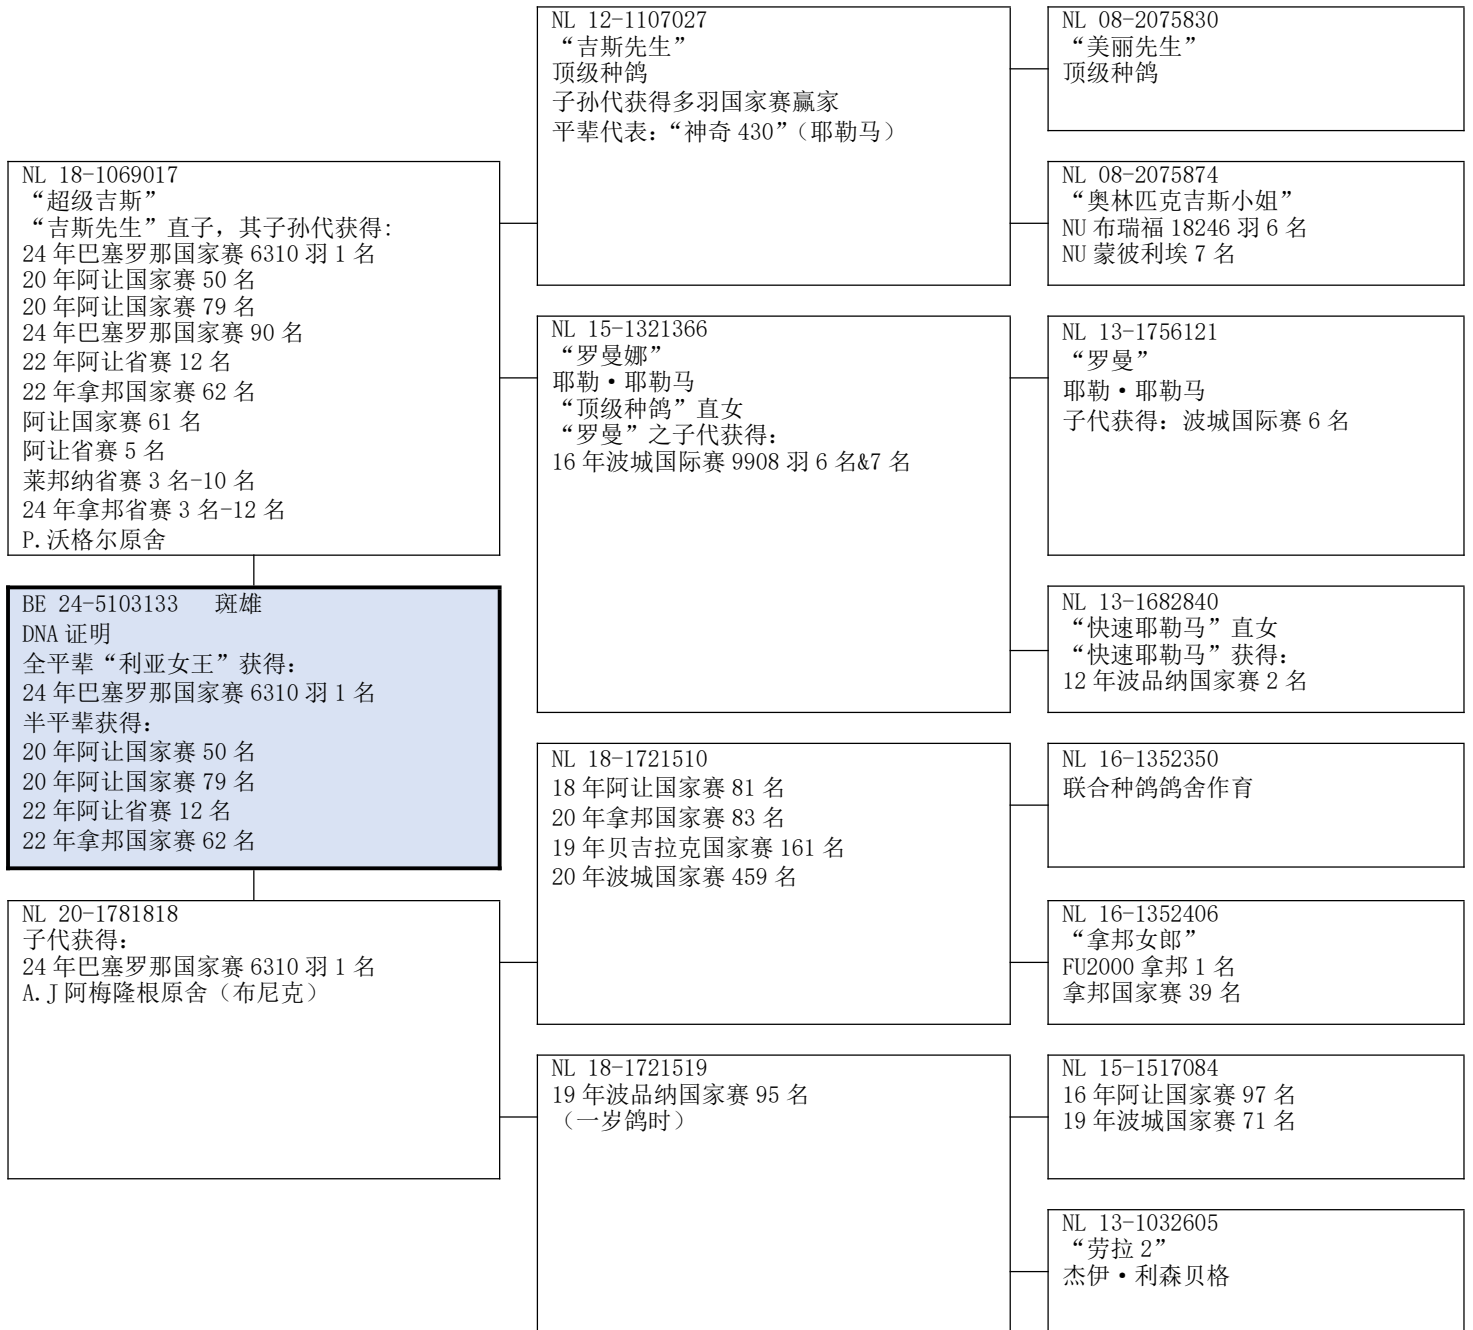 NL 18-1069017
“超级吉斯”
“吉斯先生”直子，其子孙代获得：
24 年巴塞罗那国家赛 6310 羽 1 名
20 年阿让国家赛 50 名
20 年阿让国家赛 79 名
24 年巴塞罗那国家赛 90 名
22 年阿让省赛 12 名
22 年拿邦国家赛 62 名
阿让国家赛 61 名
阿让省赛 5 名
莱邦纳省赛 3 名-10 名
24 年拿邦省赛 3 名-12 名
P.沃格尔原舍
BE 24-5103133 斑雄
DNA 证明
全平辈“利亚女王”获得：
24 年巴塞罗那国家赛 6310 羽 1 名
半平辈获得：
20 年阿让国家赛 50 名
20 年阿让国家赛 79 名
22 年阿让省赛 12 名
22 年拿邦国家赛 62 名
NL 20-1781818
子代获得：
24 年巴塞罗那国家赛 6310 羽 1 名
A.J 阿梅隆根原舍（布尼克）
NL 12-1107027
“吉斯先生”
顶级种鸽
子孙代获得多羽国家赛赢家
平辈代表：“神奇 430”（耶勒马）
NL 15-1321366
“罗曼娜”
耶勒•耶勒马
“顶级种鸽”直女
“罗曼”之子代获得：
16 年波城国际赛 9908 羽 6 名&7 名
NL 18-1721510
18 年阿让国家赛 81 名
20 年拿邦国家赛 83 名
19 年贝吉拉克国家赛 161 名
20 年波城国家赛 459 名
NL 18-1721519
19 年波品纳国家赛 95 名
（一岁鸽时）
NL 08-2075830
“美丽先生”
顶级种鸽
NL 08-2075874
“奥林匹克吉斯小姐”
NU 布瑞福 18246 羽 6 名
NU 蒙彼利埃 7 名
NL 13-1756121
“罗曼”
耶勒•耶勒马
子代获得：波城国际赛 6 名
NL 13-1682840
“快速耶勒马”直女
“快速耶勒马”获得：
12 年波品纳国家赛 2 名
NL 16-1352350
联合种鸽鸽舍作育
NL 16-1352406
“拿邦女郎”
FU2000 拿邦 1 名
拿邦国家赛 39 名
NL 15-1517084
16 年阿让国家赛 97 名
19 年波城国家赛 71 名
NL 13-1032605
“劳拉 2”
杰伊•利森贝格